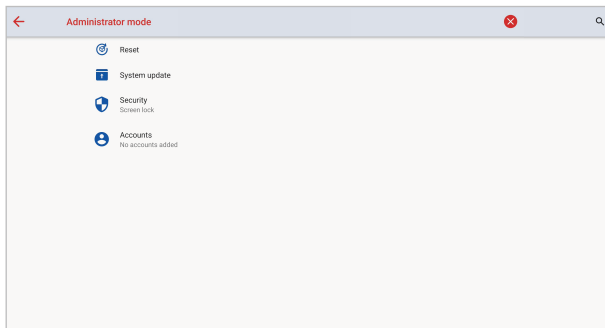 Administrator mode
Reset
System update
Security
Screen lock
Accounts
No accounts added